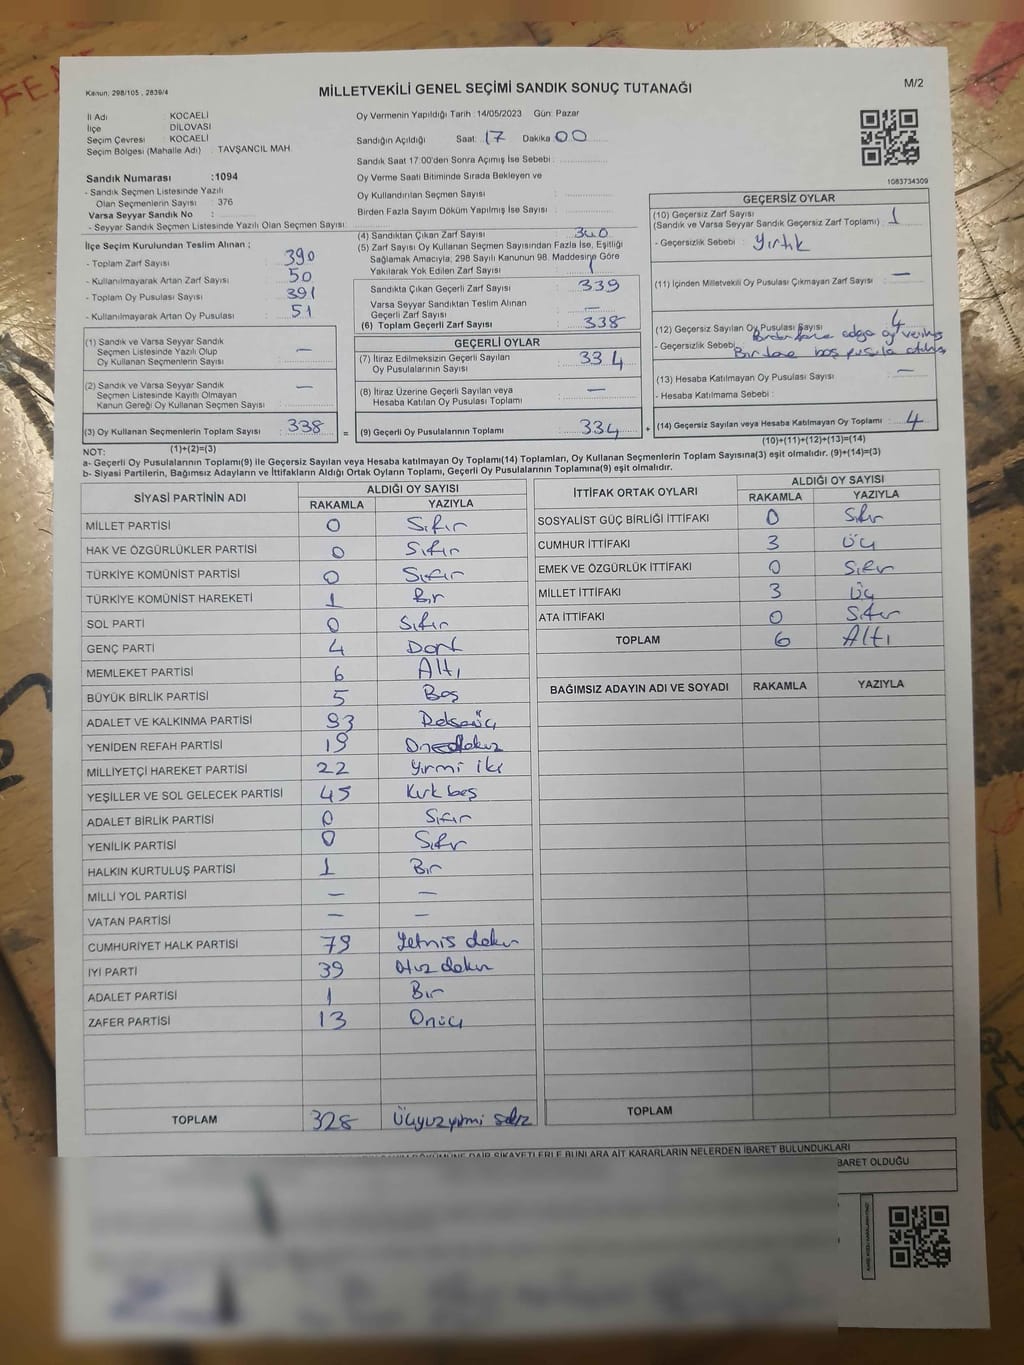 Kanun: 298/105 , 2839/4
MİLLETVEKİLİ GENEL SEÇİMİ SANDIK SONUÇ TUTANAĞI
M/2
İl Adı : KOCAELİ
İlçe : DİLOVASI
Seçim Çevresi : KOCAELİ
Seçim Bölgesi (Mahalle Adı) : TAVŞANCIL MAH.
Oy Vermenin Yapıldığı Tarih : 14/05/2023 Gün: Pazar
Sandığın Açıldığı Saat: 17 Dakika 00
Sandık Saat 17:00'den Sonra Açımış İse Sebebi :
Oy Verme Saati Bitiminde Sırada Bekleyen ve
Oy Kullandırılan Seçmen Sayısı :
Birden Fazla Sayım Döküm Yapılmış İse Sayısı :
1083734309
Sandık Numarası :1094
- Sandık Seçmen Listesinde Yazılı
Olan Seçmenlerin Sayısı : 376
Varsa Seyyar Sandık No :
- Seyyar Sandık Seçmen Listesinde Yazılı Olan Seçmen Sayısı:
İlçe Seçim Kurulundan Teslim Alınan ;
- Toplam Zarf Sayısı : 390
- Kullanılmayarak Artan Zarf Sayısı : 50
- Toplam Oy Pusulası Sayısı : 391
- Kullanılmayarak Artan Oy Pusulası : 51
(1) Sandık ve Varsa Seyyar Sandık
Seçmen Listesinde Yazılı Olup
Oy Kullanan Seçmenlerin Sayısı : —
(2) Sandık ve Varsa Seyyar Sandık
Seçmen Listesinde Kayıtlı Olmayan
Kanun Gereği Oy Kullanan Seçmen Sayısı : —
(3) Oy Kullanan Seçmenlerin Toplam Sayısı : 338
(1)+(2)=(3)
(4) Sandıktan Çıkan Zarf Sayısı : 340
(5) Zarf Sayısı Oy Kullanan Seçmen Sayısından Fazla İse, Eşitliği
Sağlamak Amacıyla, 298 Sayılı Kanunun 98. Maddesine Göre
Yakılarak Yok Edilen Zarf Sayısı : 1
Sandıkta Çıkan Geçerli Zarf Sayısı : 339
Varsa Seyyar Sandıktan Teslim Alınan
Geçerli Zarf Sayısı : —
(6) Toplam Geçerli Zarf Sayısı : 338
GEÇERLİ OYLAR
(7) İtiraz Edilmeksizin Geçerli Sayılan
Oy Pusulalarının Sayısı : 334
(8) İtiraz Üzerine Geçerli Sayılan veya
Hesaba Katılan Oy Pusulası Toplamı : —
= (9) Geçerli Oy Pusulalarının Toplamı : 334
GEÇERSİZ OYLAR
(10) Geçersiz Zarf Sayısı
(Sandık ve Varsa Seyyar Sandık Geçersiz Zarf Toplamı) : 1
- Geçersizlik Sebebi : Yırtık
(11) İçinden Milletvekili Oy Pusulası Çıkmayan Zarf Sayısı : —
(12) Geçersiz Sayılan Oy Pusulası Sayısı : 4
- Geçersizlik Sebebi
Bir tane boş pusula
(13) Hesaba Katılmayan Oy Pusulası Sayısı : —
- Hesaba Katılmama Sebebi :
+ (14) Geçersiz Sayılan veya Hesaba Katılmayan Oy Toplamı : 4
(10)+(11)+(12)+(13)=(14)
NOT:
a- Geçerli Oy Pusulalarının Toplamı(9) ile Geçersiz Sayılan veya Hesaba katılmayan Oy Toplamı(14) Toplamları, Oy Kullanan Seçmenlerin Toplam Sayısına(3) eşit olmalıdır. (9)+(14)=(3)
b- Siyasi Partilerin, Bağımsız Adayların ve İttifakların Aldığı Ortak Oyların Toplamı, Geçerli Oy Pusulalarının Toplamına(9) eşit olmalıdır.
SİYASİ PARTİNİN ADI ALDIĞI OY SAYISI
RAKAMLA YAZIYLA
MİLLET PARTİSİ 0 Sıfır
HAK VE ÖZGÜRLÜKLER PARTİSİ 0 Sıfır
TÜRKİYE KOMÜNİST PARTİSİ 0 Sıfır
TÜRKİYE KOMÜNİST HAREKETİ 1 Bir
SOL PARTİ 0 Sıfır
GENÇ PARTİ 4 Dört
MEMLEKET PARTİSİ 6 Altı
BÜYÜK BİRLİK PARTİSİ 5 Beş
ADALET VE KALKINMA PARTİSİ 93
YENİDEN REFAH PARTİSİ 19 Ondokuz
MİLLİYETÇİ HAREKET PARTİSİ 22 Yirmi iki
YEŞİLLER VE SOL GELECEK PARTİSİ 45 Kırk beş
ADALET BİRLİK PARTİSİ 0 Sıfır
YENİLİK PARTİSİ 0 Sıfır
HALKIN KURTULUŞ PARTİSİ 1 Bir
MİLLİ YOL PARTİSİ — —
VATAN PARTİSİ — —
CUMHURİYET HALK PARTİSİ 79 Yetmiş dokuz
İYİ PARTİ 39 Otuz dokuz
ADALET PARTİSİ 1 Bir
ZAFER PARTİSİ 13 Onüç
TOPLAM 328 Üçyüzyirmi sekiz
İTTİFAK ORTAK OYLARI ALDIĞI OY SAYISI
RAKAMLA YAZIYLA
SOSYALİST GÜÇ BİRLİĞİ İTTİFAKI 0 Sıfır
CUMHUR İTTİFAKI 3 Üç
EMEK VE ÖZGÜRLÜK İTTİFAKI 0 Sıfır
MİLLET İTTİFAKI 3 Üç
ATA İTTİFAKI 0 Sıfır
TOPLAM 6 Altı
BAĞIMSIZ ADAYIN ADI VE SOYADI RAKAMLA YAZIYLA
TOPLAM
ŞİKAYETLERLE BUNLARA AİT KARARLARIN NELERDEN İBARET BULUNDUKLARI
İBARET OLDUĞU